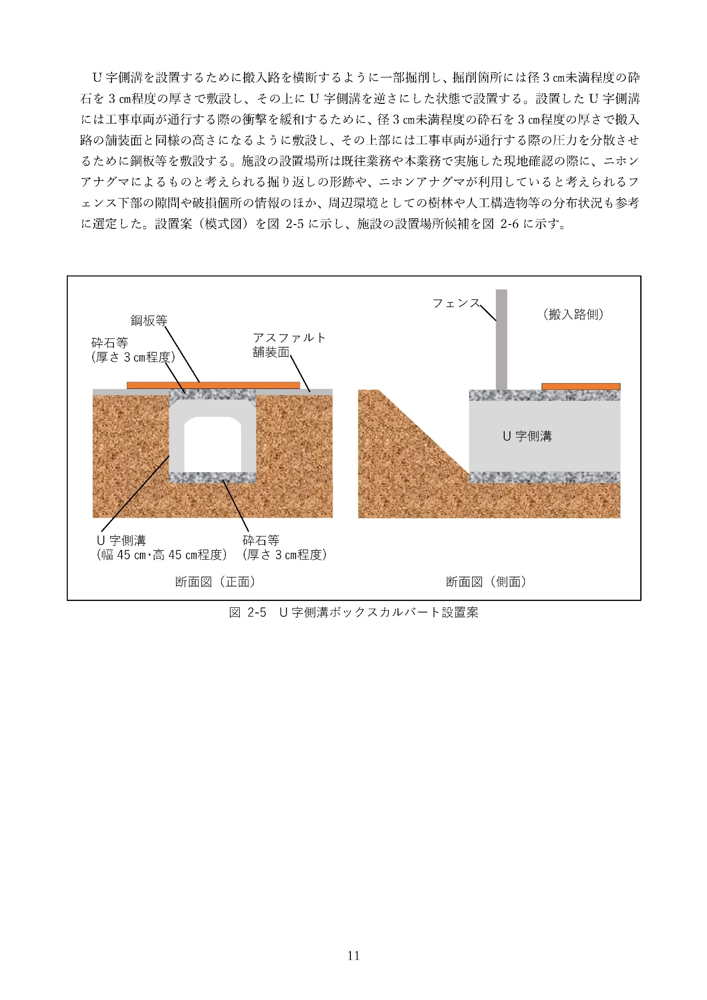 U 字側溝を設置するために搬入路を横断するように一部掘削し、掘削箇所には径 3 ㎝未満程度の砕
石を 3 ㎝程度の厚さで敷設し、その上に U 字側溝を逆さにした状態で設置する。設置した U 字側溝
には工事車両が通行する際の衝撃を緩和するために、径 3 ㎝未満程度の砕石を 3 ㎝程度の厚さで搬入
路の舗装面と同様の高さになるように敷設し、その上部には工事車両が通行する際の圧力を分散させ
るために鋼板等を敷設する。施設の設置場所は既往業務や本業務で実施した現地確認の際に、ニホン
アナグマによるものと考えられる掘り返しの形跡や、ニホンアナグマが利用していると考えられるフ
ェンス下部の隙間や破損個所の情報のほか、周辺環境としての樹林や人工構造物等の分布状況も参考
に選定した。設置案（模式図）を図 2-5 に示し、施設の設置場所候補を図 2-6 に示す。
鋼板等
砕石等
(厚さ 3 ㎝程度)
アスファルト
舗装面
U 字側溝
(幅 45 ㎝･高 45 ㎝程度)
砕石等
(厚さ 3 ㎝程度)
断面図（正面）
フェンス
（搬入路側）
U 字側溝
断面図（側面）
図 2-5　U 字側溝ボックスカルバート設置案
11